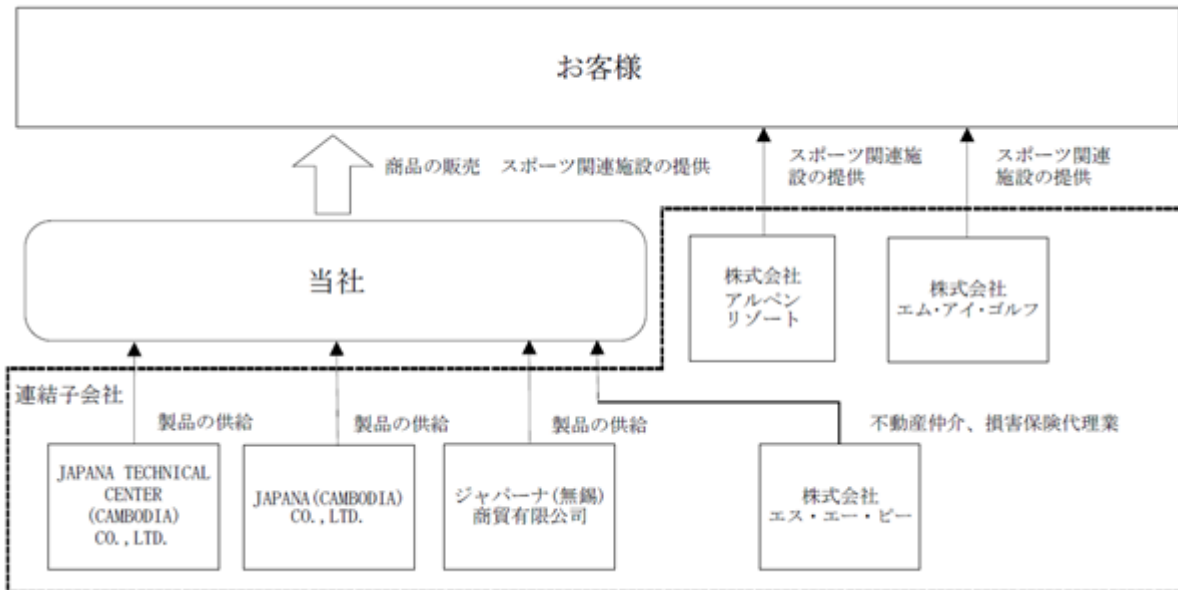 お客様
商品の販売　スポーツ関連施設の提供
スポーツ関連施
設の提供
スポーツ関連
施設の提供
当社
株式会社
アルペン
リゾート
株式会社
エム・アイ・ゴルフ
連結子会社
製品の供給
製品の供給
製品の供給
不動産仲介、損害保険代理業
JAPANA TECHNICAL
CENTER
(CAMBODIA)
CO.,LTD.
JAPANA(CAMBODIA)
CO.,LTD.
ジャパーナ(無錫)
商貿有限公司
株式会社
エス・エー・ピー